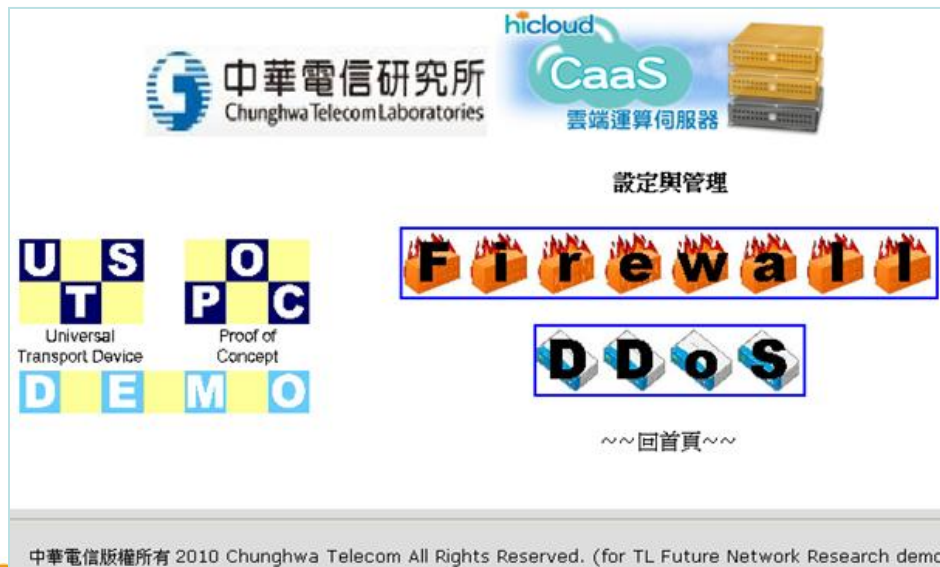 hicloud
中華電信研究所
Chunghwa Telecom Laboratories
CaaS
雲端運算伺服器
設定與管理
U S
T
Universal
Transport Device
O
P C
Proof of
Concept
DEMO
Firewall
DDoS
~~回首頁~~
中華電信版權所有 2010 Chunghwa Telecom All Rights Reserved. (for TL Future Network Research demo